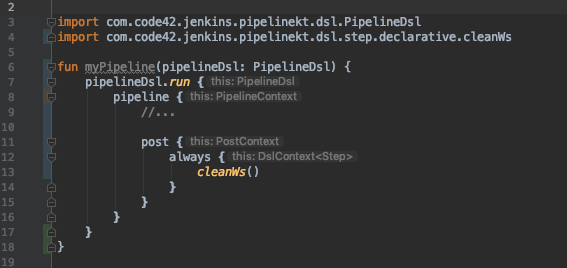 2
3 import com.code42.jenkins.pipelinekt.dsl.PipelineDsl
4 import com.code42.jenkins.pipelinekt.dsl.step.declarative.cleanWs
5
6 fun myPipeline(pipelineDsl: PipelineDsl) {
7 pipelineDsl.run { this: PipelineDsl
8 pipeline { this: PipelineContext
9 //...
10
11 post { this: PostContext
12 always { this: DslContext<Step>
13 cleanWs()
14 }
15 }
16 }
17 }
18 }
19